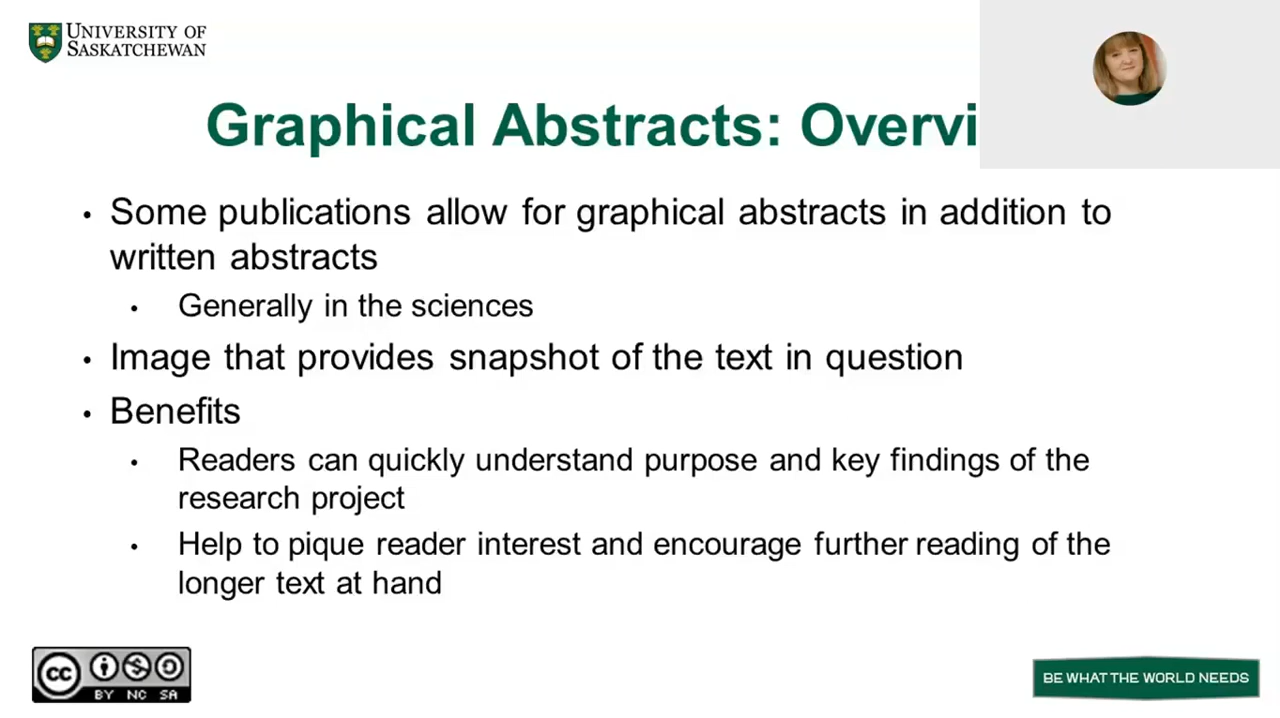 UNIVERSITY OF
SASKATCHEWAN
Graphical Abstracts: Overvi
• Some publications allow for graphical abstracts in addition to
written abstracts
• Generally in the sciences
• Image that provides snapshot of the text in question
• Benefits
• Readers can quickly understand purpose and key findings of the
research project
• Help to pique reader interest and encourage further reading of the
longer text at hand
cc
BY NC SA
BE WHAT THE WORLD NEEDS